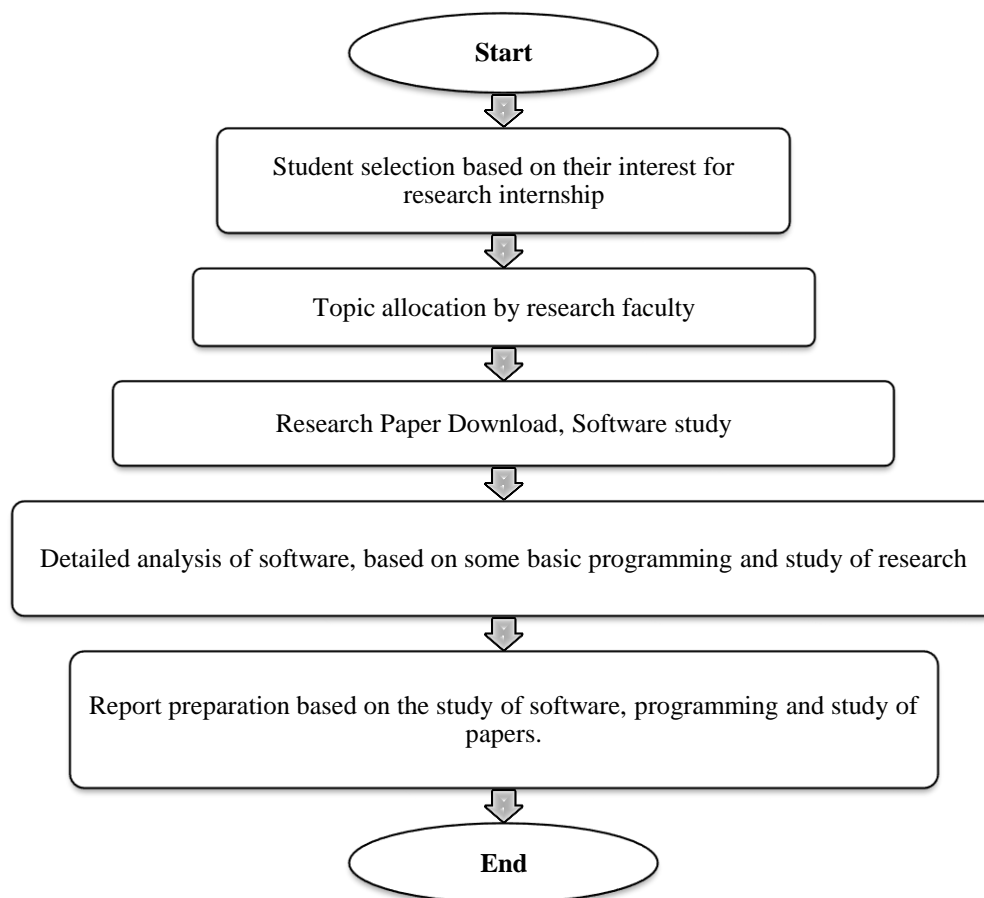 Start
Student selection based on their interest for
research internship
Topic allocation by research faculty
Research Paper Download, Software study
Detailed analysis of software, based on some basic programming and study of research
Report preparation based on the study of software, programming and study of
papers.
End